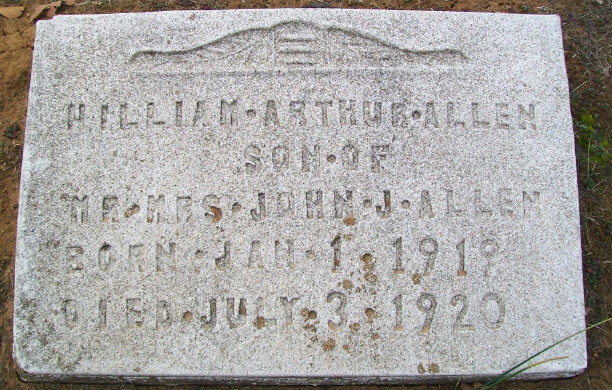 WILLIAM·ARTHUR·ALLEN
SON·OF
MR·MRS·JOHN·J·ALLEN
BORN·JAN·1·1919
DIED·JULY·3·1920